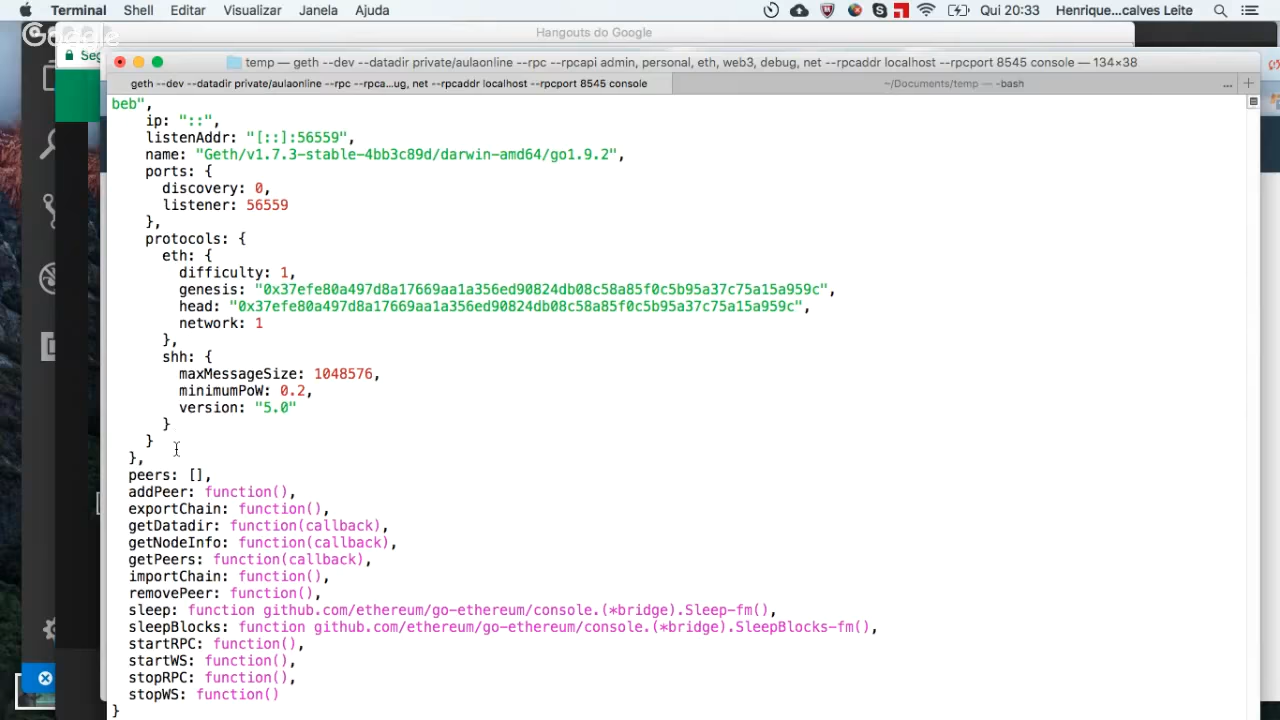 Terminal Shell Editar Visualizar Janela Ajuda Qui 20:33 Henrique...calves Leite
Google
Hangouts do Google
Seg
temp — geth --dev --datadir private/aulaonline --rpc --rpcapi admin, personal, eth, web3, debug, net --rpcaddr localhost --rpcport 8545 console — 134×38
geth --dev --datadir private/aulaonline --rpc --rpca...ug, net --rpcaddr localhost --rpcport 8545 console
~/Documents/temp — -bash
...
beb",
ip: "::",
listenAddr: "[::]:56559",
name: "Geth/v1.7.3-stable-4bb3c89d/darwin-amd64/go1.9.2",
ports: {
discovery: 0,
listener: 56559
},
protocols: {
eth: {
difficulty: 1,
genesis: "0x37efe80a497d8a17669aa1a356ed90824db08c58a85f0c5b95a37c75a15a959c",
head: "0x37efe80a497d8a17669aa1a356ed90824db08c58a85f0c5b95a37c75a15a959c",
network: 1
},
shh: {
maxMessageSize: 1048576,
minimumPoW: 0.2,
version: "5.0"
}
}
},
peers: [],
addPeer: function(),
exportChain: function(),
getDatadir: function(callback),
getNodeInfo: function(callback),
getPeers: function(callback),
importChain: function(),
removePeer: function(),
sleep: function github.com/ethereum/go-ethereum/console.(*bridge).Sleep-fm(),
sleepBlocks: function github.com/ethereum/go-ethereum/console.(*bridge).SleepBlocks-fm(),
startRPC: function(),
startWS: function(),
stopRPC: function(),
stopWS: function()
}